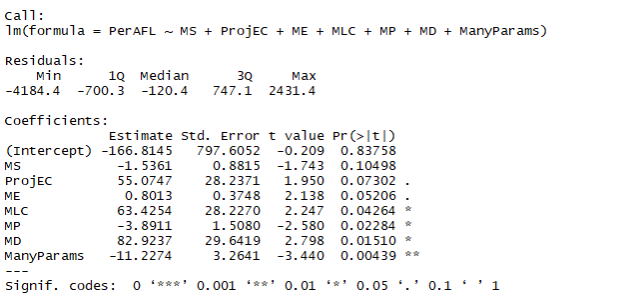 Call:
lm(formula = PerAFL ~ MS + ProjEC + ME + MLC + MP + MD + ManyParams)
Residuals:
Min 1Q Median 3Q Max
-4184.4 -700.3 -120.4 747.1 2431.4
Coefficients:
Estimate Std. Error t value Pr(>|t|)
(Intercept) -166.8145 797.6052 -0.209 0.83758
MS -1.5361 0.8815 -1.743 0.10498
ProjEC 55.0747 28.2371 1.950 0.07302 .
ME 0.8013 0.3748 2.138 0.05206 .
MLC 63.4254 28.2270 2.247 0.04264 *
MP -3.8911 1.5080 -2.580 0.02284 *
MD 82.9237 29.6419 2.798 0.01510 *
ManyParams -11.2274 3.2641 -3.440 0.00439 **
---
Signif. codes: 0 ‘***’ 0.001 ‘**’ 0.01 ‘*’ 0.05 ‘.’ 0.1 ‘ ’ 1